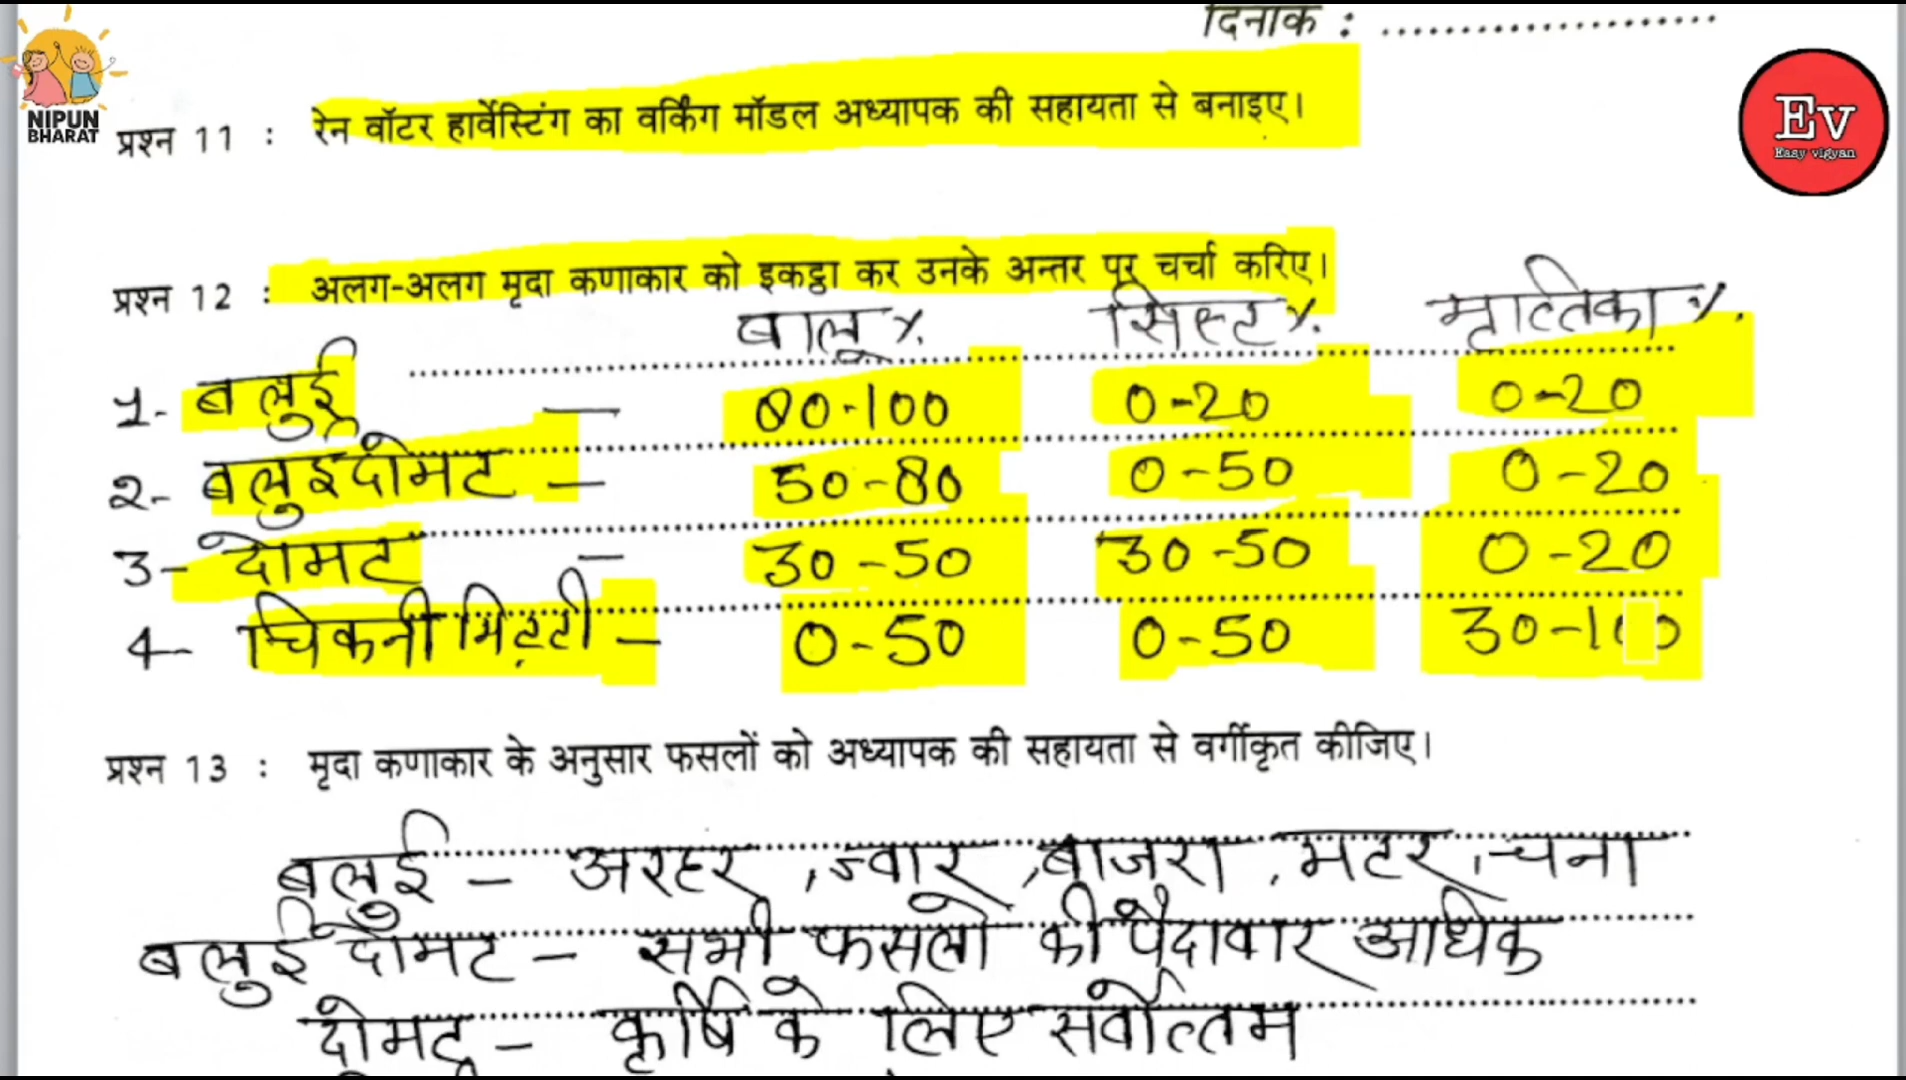 दिनाक : ......................
NIPUN
BHARAT
Ev
Easy vigyan
प्रश्न 11 : रेन वॉटर हार्वेस्टिंग का वर्किंग मॉडल अध्यापक की सहायता से बनाइए।
प्रश्न 12 : अलग-अलग मृदा कणाकार को इकट्ठा कर उनके अन्तर पर चर्चा करिए।
बालू %. सिल्ट %. मृत्तिका %.
1- बलुई — 80-100 0-20 0-20
2- बलुई दोमट — 50-80 0-50 0-20
3- दोमट — 30-50 30-50 0-20
4- चिकनी मिट्टी — 0-50 0-50 30-100
प्रश्न 13 : मृदा कणाकार के अनुसार फसलों को अध्यापक की सहायता से वर्गीकृत कीजिए।
बलुई - अरहर, ज्वार, बाजरा, मटर, चना
बलुई दोमट - सभी फसलो की पैदावार अधिक
दोमट - कृषि के लिए सर्वोत्तम